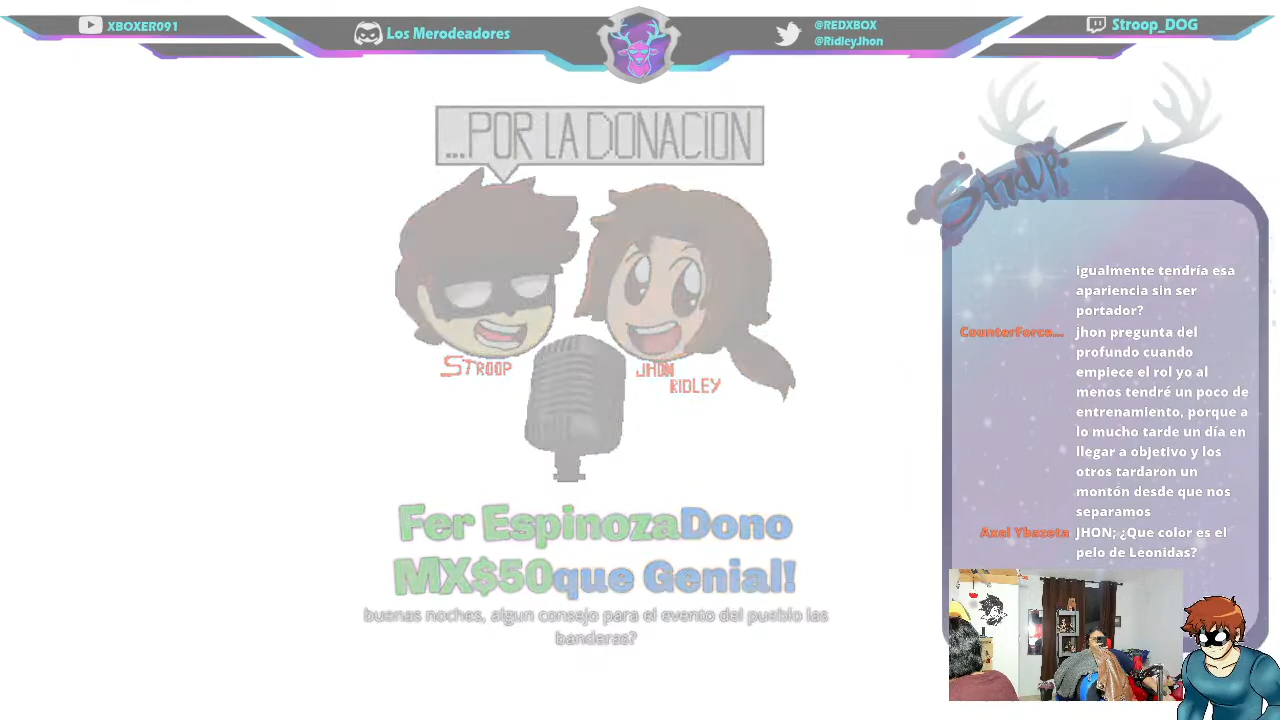 XBOXER091
Los Merodeadores
@REDXBOX
@RidleyJhon
Stroop_DOG
...POR LA DONACION
STROOP
JHON
RIDLEY
Fer EspinozaDono
MX$50que Genial!
buenas noches, algun consejo para el evento del pueblo las
banderas?
igualmente tendría esa
apariencia sin ser
portador?
CounterForce...
jhon pregunta del
profundo cuando
empiece el rol yo al
menos tendré un poco de
entrenamiento, porque a
lo mucho tarde un día en
llegar a objetivo y los
otros tardaron un
montón desde que nos
separamos
Axel Ybazeta
JHON; ¿Que color es el
pelo de Leonidas?